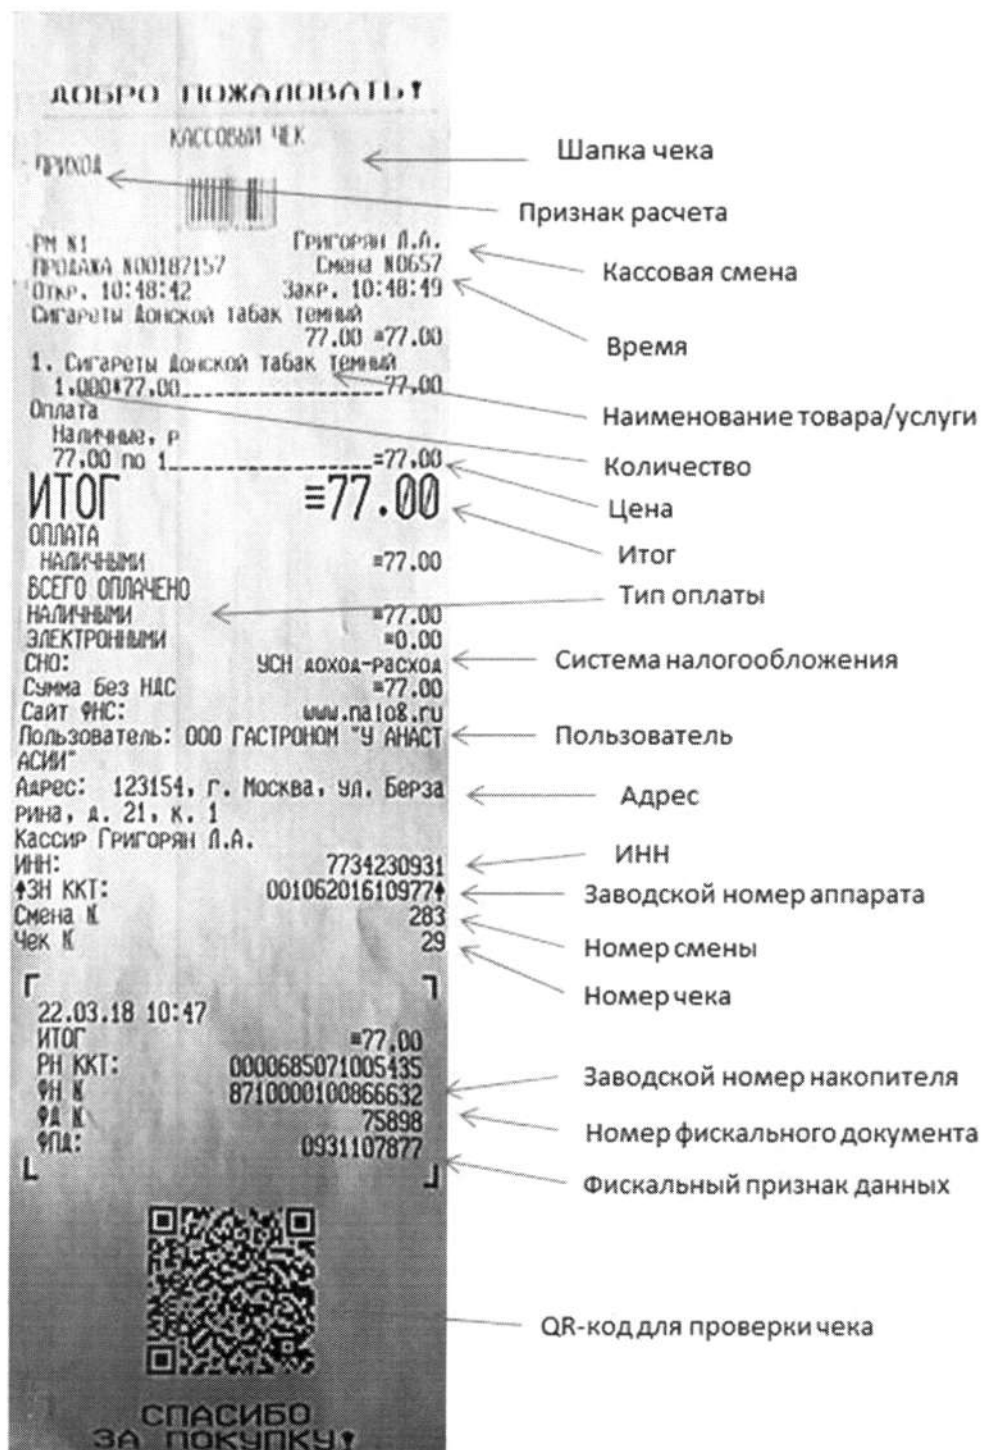 ДОБРО ПОЖАЛОВАТЬ!
КАССОВЫЙ ЧЕК
Шапка чека
ПРИХОД
Признак расчета
РМ N1 Григорян Л.А.
ПРОДАЖА N00187157 Смена N0657
Кассовая смена
Откр. 10:48:42 Закр. 10:48:49
Сигареты Донской табак темный
77.00 =77.00
Время
1. Сигареты Донской табак темный
1,000*77,00 77,00
Оплата
Наименование товара/услуги
Наличные, р
77,00 по 1 =77,00
Количество
ИТОГ =77.00
Цена
ОПЛАТА
НАЛИЧНЫМИ =77.00
Итог
ВСЕГО ОПЛАЧЕНО
Тип оплаты
НАЛИЧНЫМИ =77.00
ЭЛЕКТРОННЫМИ =0.00
СНО: УСН доход-расход
Система налогообложения
Сумма без НДС =77.00
Сайт ФНС: www.nalog.ru
Пользователь: ООО ГАСТРОНОМ "У АНАСТ
Пользователь
АСИИ"
Адрес: 123154, г. Москва, ул. Берза
Адрес
рина, д. 21, к. 1
Кассир Григорян Л.А.
ИНН: 7734230931
ИНН
ЗН ККТ: 00106201610977
Заводской номер аппарата
Смена № 283
Номер смены
Чек № 29
Номер чека
22.03.18 10:47
ИТОГ =77.00
РН ККТ: 0000685071005435
ФН № 8710000100866632
Заводской номер накопителя
ФД № 75898
Номер фискального документа
ФПД: 0931107877
Фискальный признак данных
QR-код для проверки чека
СПАСИБО
ЗА ПОКУПКУ!